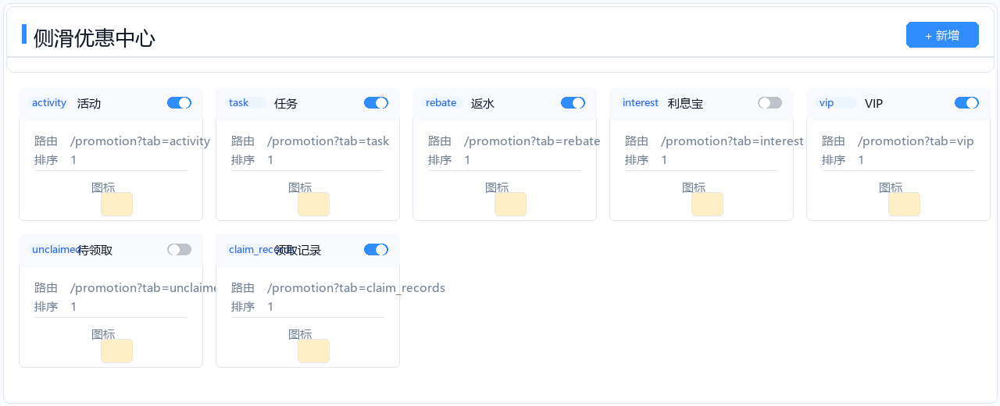 侧滑优惠中心
+ 新增
activity 活动
路由 /promotion?tab=activity
排序 1
图标
task 任务
路由 /promotion?tab=task
排序 1
图标
rebate 返水
路由 /promotion?tab=rebate
排序 1
图标
interest 利息宝
路由 /promotion?tab=interest
排序 1
图标
vip VIP
路由 /promotion?tab=vip
排序 1
图标
unclaimed 待领取
路由 /promotion?tab=unclaime
排序 1
图标
claim_records 领取记录
路由 /promotion?tab=claim_records
排序 1
图标